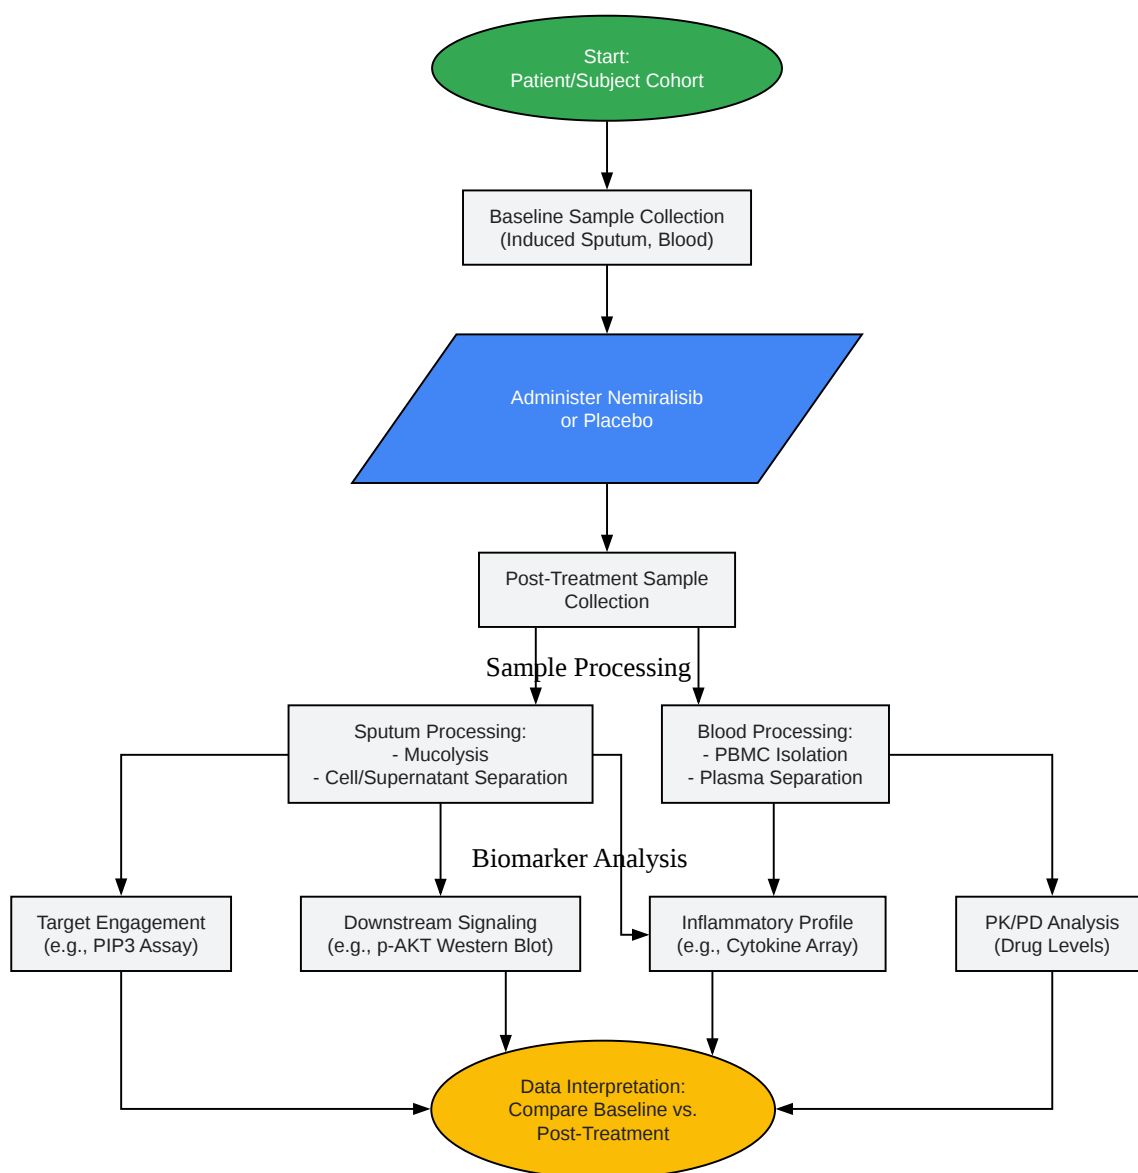 Start:
Patient/Subject Cohort
Baseline Sample Collection
(Induced Sputum, Blood)
Administer Nemiralisib
or Placebo
Post-Treatment Sample
Collection
Sample Processing
Sputum Processing:
- Mucolysis
- Cell/Supernatant Separation
Blood Processing:
- PBMC Isolation
- Plasma Separation
Biomarker Analysis
Target Engagement
(e.g., PIP3 Assay)
Downstream Signaling
(e.g., p-AKT Western Blot)
Inflammatory Profile
(e.g., Cytokine Array)
PK/PD Analysis
(Drug Levels)
Data Interpretation:
Compare Baseline vs.
Post-Treatment